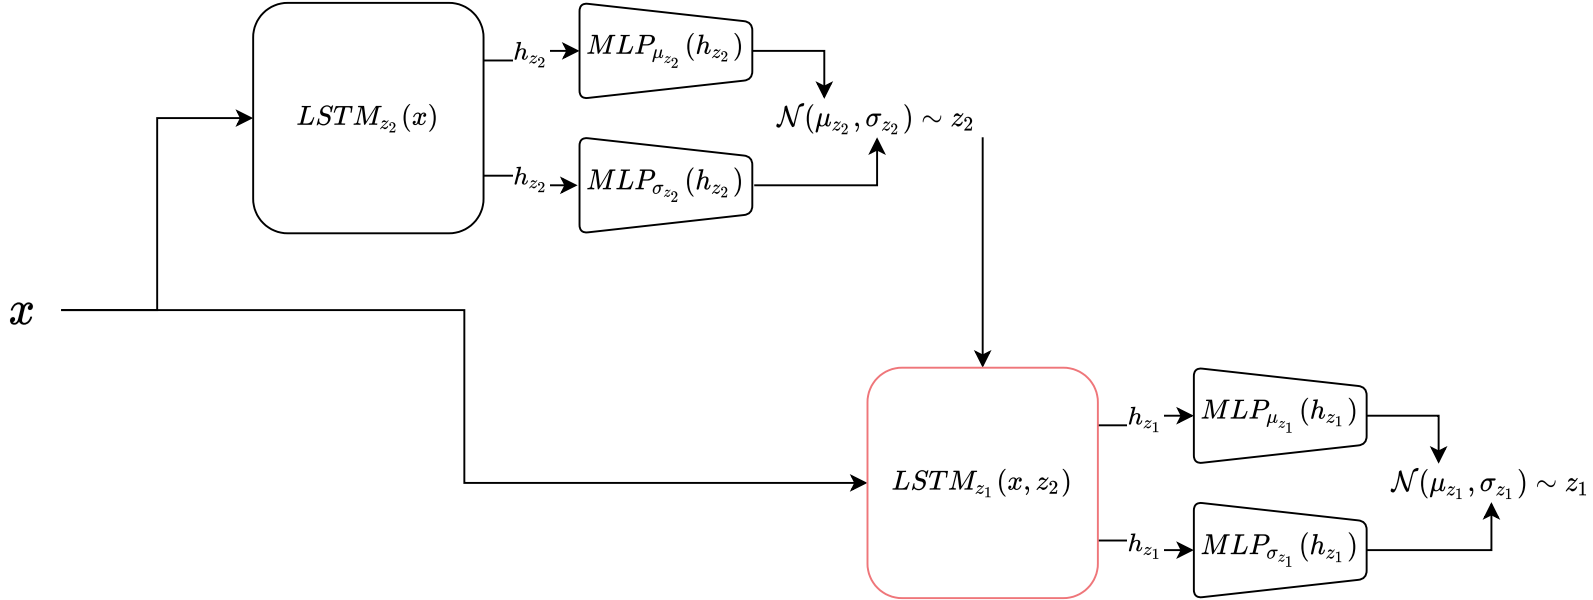 h_{z_2}
MLP_{μ_{z_2}}(h_{z_2})
LSTM_{z_2}(x)
𝒩(μ_{z_2}, σ_{z_2}) ∼ z_2
h_{z_2}
MLP_{σ_{z_2}}(h_{z_2})
x
h_{z_1}
MLP_{μ_{z_1}}(h_{z_1})
LSTM_{z_1}(x, z_2)
𝒩(μ_{z_1}, σ_{z_1}) ∼ z_1
h_{z_1}
MLP_{σ_{z_1}}(h_{z_1})